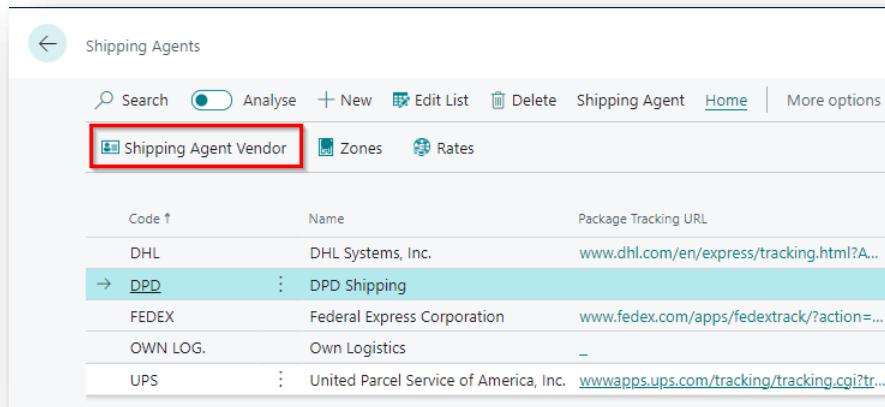 Shipping Agents
Search Analyse New Edit List Delete Shipping Agent Home More options
Shipping Agent Vendor Zones Rates
Code ↑ Name Package Tracking URL
DHL DHL Systems, Inc. www.dhl.com/en/express/tracking.html?A...
DPD DPD Shipping
FEDEX Federal Express Corporation www.fedex.com/apps/fedextrack/?action=...
OWN LOG. Own Logistics _
UPS United Parcel Service of America, Inc. wwwapps.ups.com/tracking/tracking.cgi?tr...